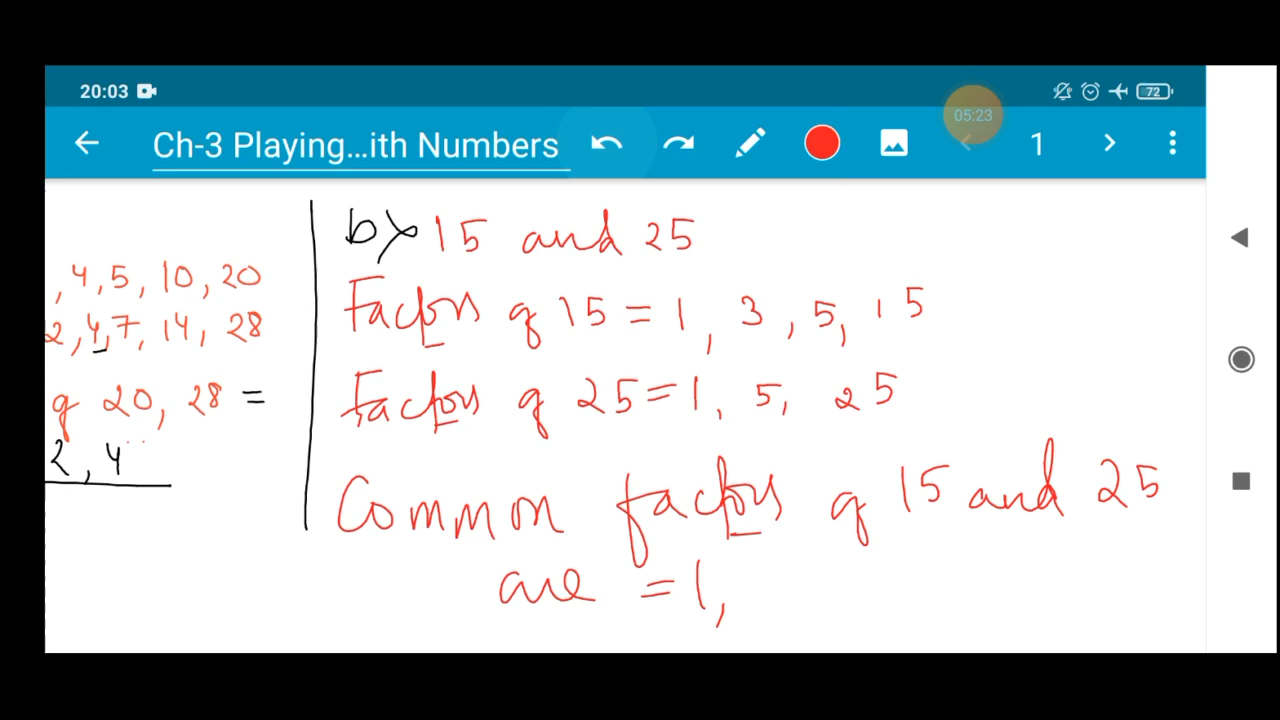 20:03
72
05:23
Ch-3 Playing...ith Numbers
1
, 4, 5, 10, 20
2, 4, 7, 14, 28
of 20, 28 =
2, 4
b) 15 and 25
Factors of 15 = 1, 3, 5, 15
Factors of 25 = 1, 5, 25
Common factors of 15 and 25
are = 1,